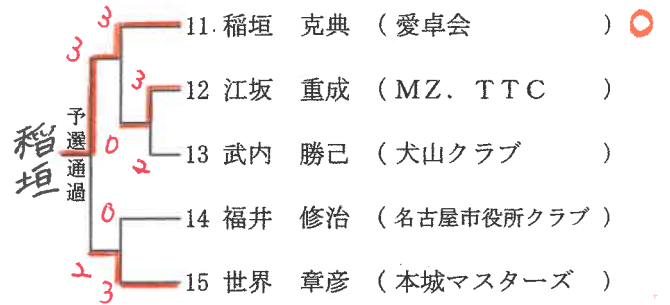 3
11.稲垣 克典 (愛卓会)
3
3
12 江坂 重成 (MZ. TTC)
予選通過
稲垣
0
13 武内 勝己 (犬山クラブ)
2
0
14 福井 修治 (名古屋市役所クラブ)
2
3
15 世界 章彦 (本城マスターズ)